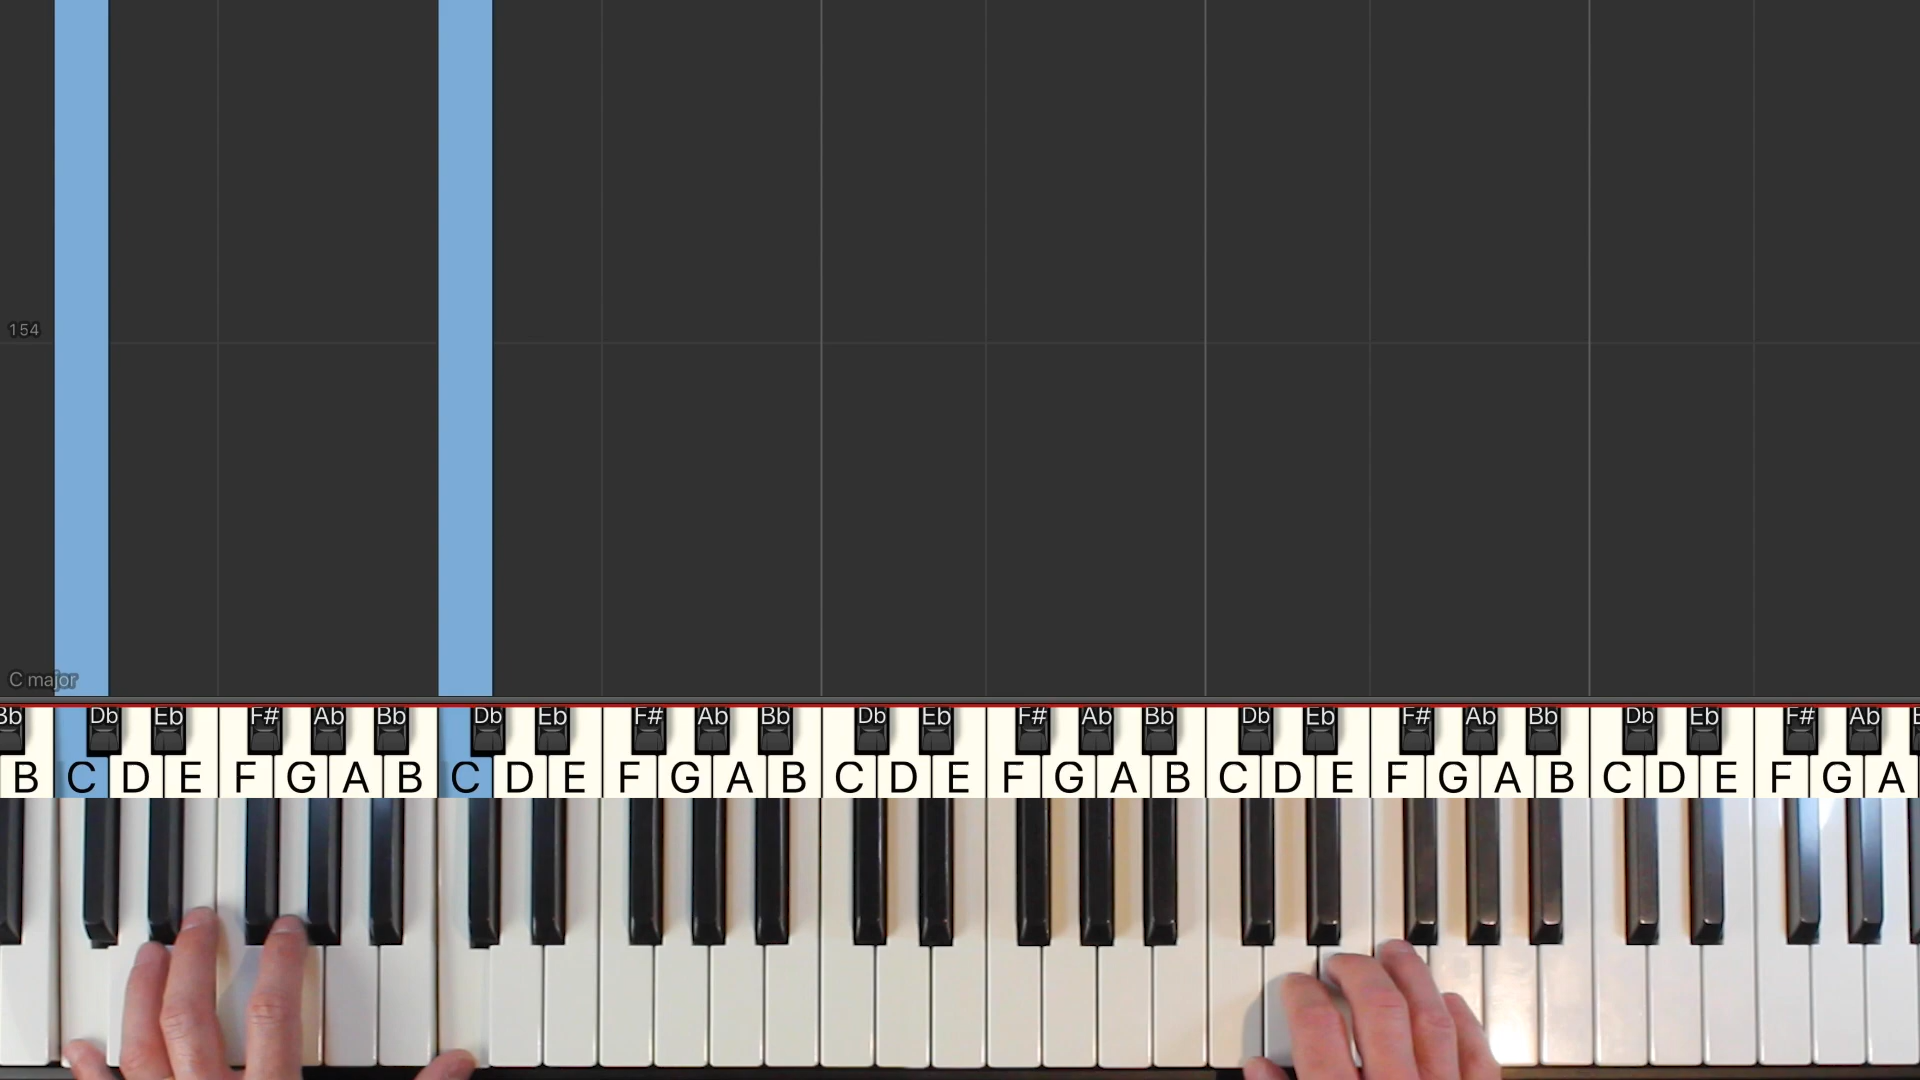 154
C major
Bb Db Eb F# Ab Bb Db Eb F# Ab Bb Db Eb F# Ab Bb Db Eb F# Ab Bb Db Eb F# Ab
B C D E F G A B C D E F G A B C D E F G A B C D E F G A B C D E F G A